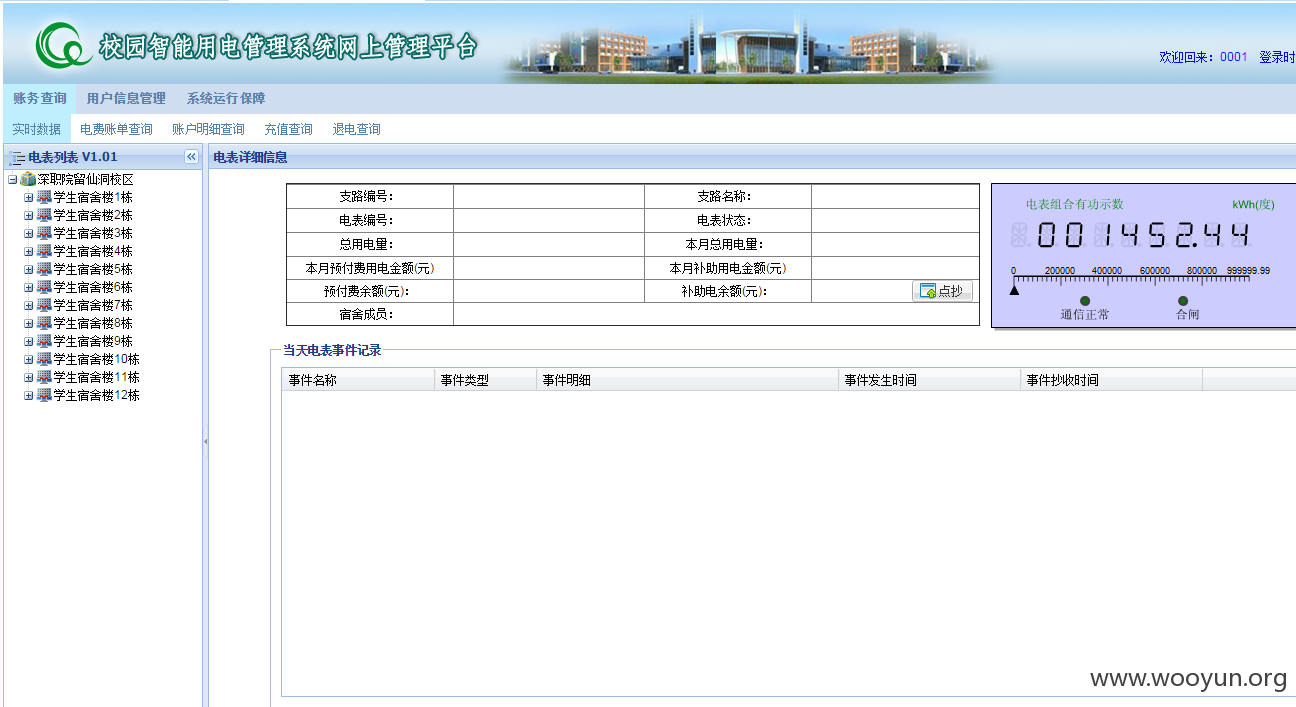 校园智能用电管理系统网上管理平台
欢迎回来：0001 登录时
账务查询 用户信息管理 系统运行保障
实时数据 电费账单查询 账户明细查询 充值查询 退电查询
电表列表 V1.01
深职院留仙洞校区
学生宿舍楼1栋
学生宿舍楼2栋
学生宿舍楼3栋
学生宿舍楼4栋
学生宿舍楼5栋
学生宿舍楼6栋
学生宿舍楼7栋
学生宿舍楼8栋
学生宿舍楼9栋
学生宿舍楼10栋
学生宿舍楼11栋
学生宿舍楼12栋
电表详细信息
支路编号： 支路名称：
电表编号： 电表状态：
总用电量： 本月总用电量：
本月预付费用电金额(元) 本月补助用电金额(元)
预付费余额(元)： 补助电余额(元)： 点抄
宿舍成员：
电表组合有功示数 kWh(度)
001452.44
0 200000 400000 600000 800000 999999.99
通信正常 合闸
当天电表事件记录
事件名称 事件类型 事件明细 事件发生时间 事件抄收时间
www.wooyun.org